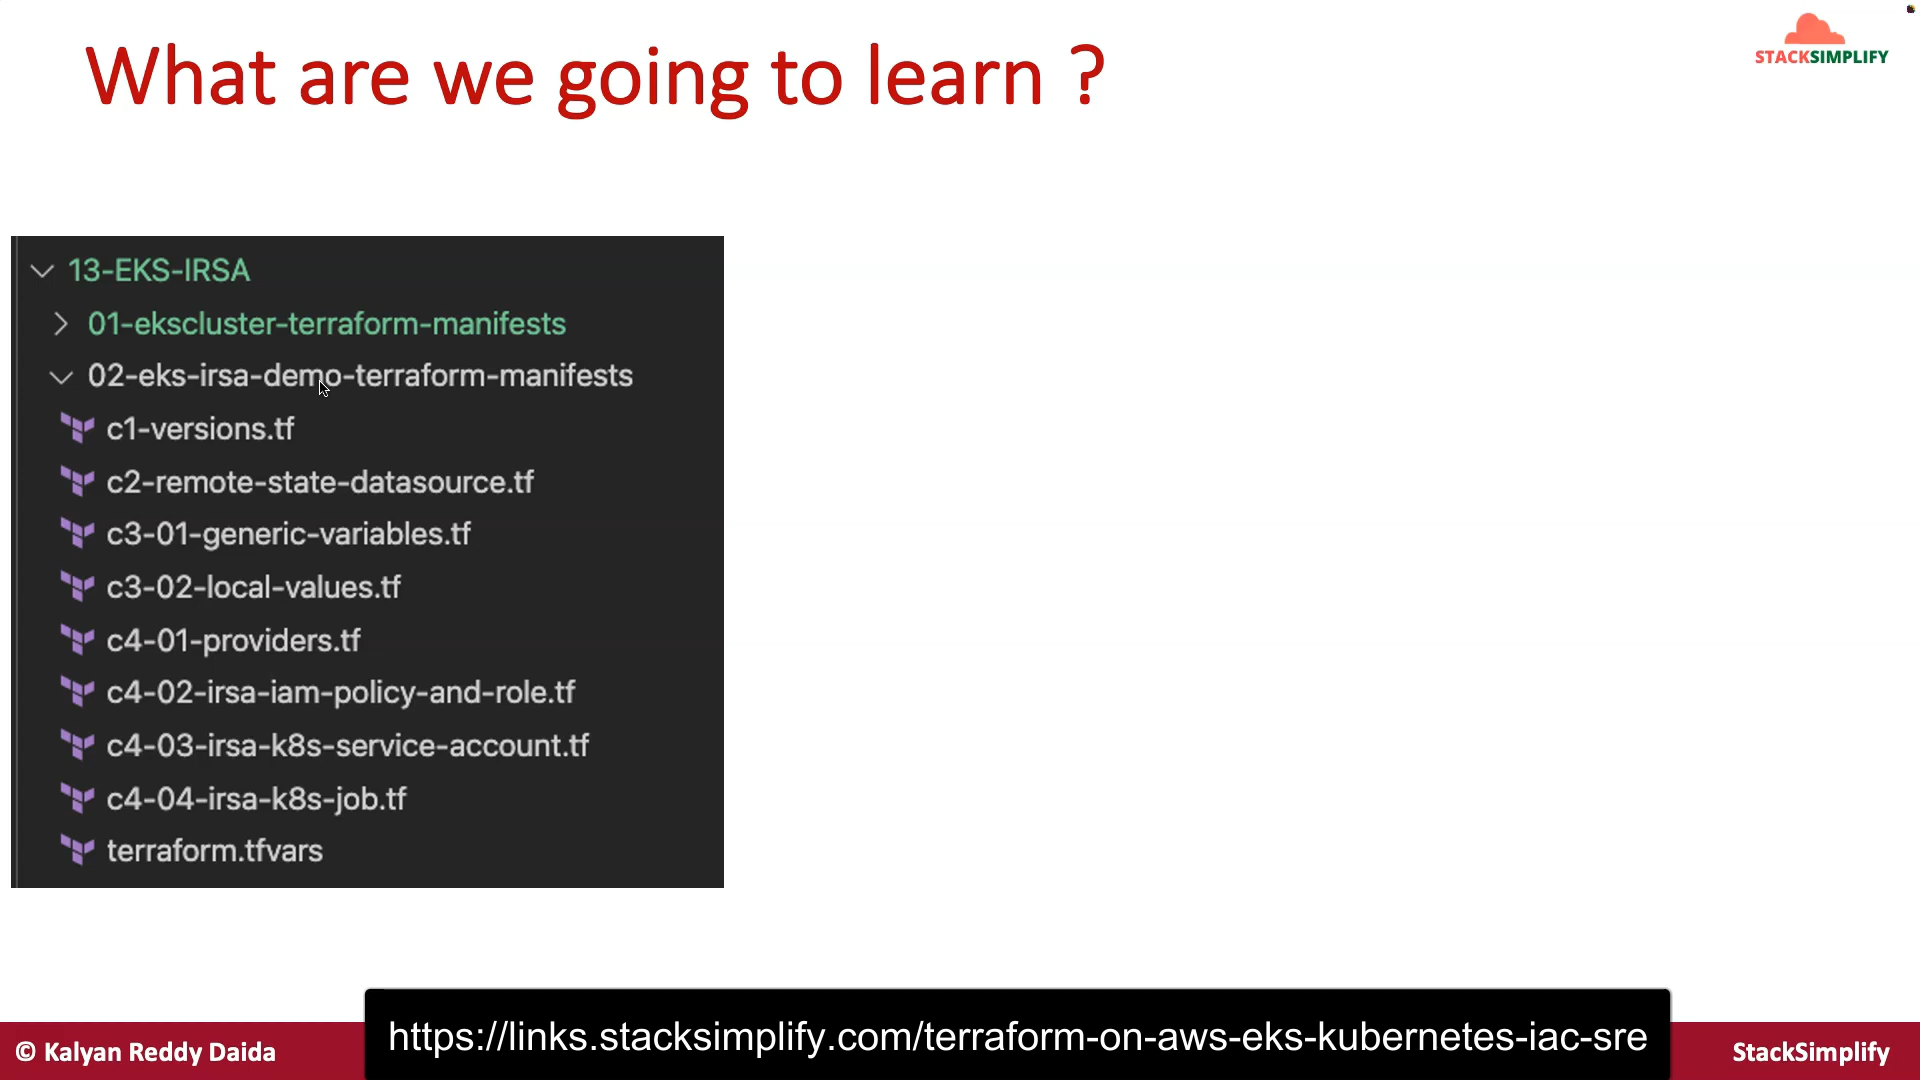 What are we going to learn ?
STACKSIMPLIFY
13-EKS-IRSA
01-ekscluster-terraform-manifests
02-eks-irsa-demo-terraform-manifests
c1-versions.tf
c2-remote-state-datasource.tf
c3-01-generic-variables.tf
c3-02-local-values.tf
c4-01-providers.tf
c4-02-irsa-iam-policy-and-role.tf
c4-03-irsa-k8s-service-account.tf
c4-04-irsa-k8s-job.tf
terraform.tfvars
© Kalyan Reddy Daida
https://links.stacksimplify.com/terraform-on-aws-eks-kubernetes-iac-sre
StackSimplify